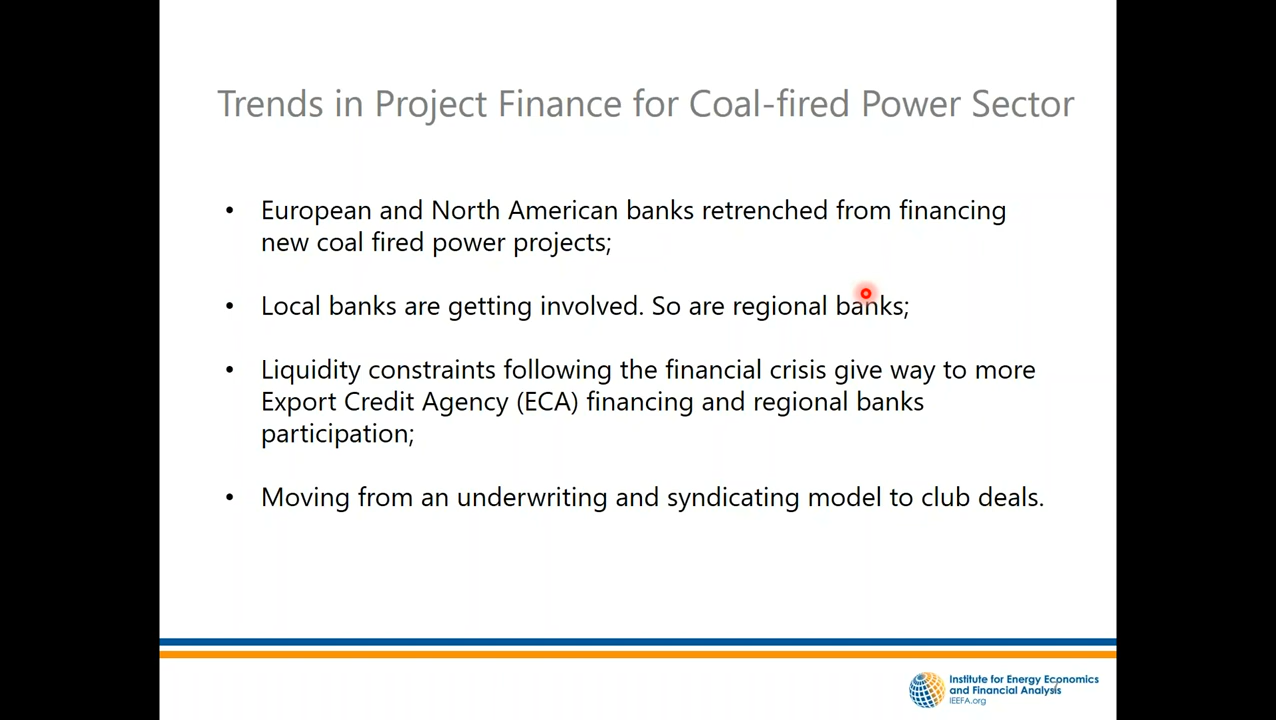 Trends in Project Finance for Coal-fired Power Sector
• European and North American banks retrenched from financing
new coal fired power projects;
• Local banks are getting involved. So are regional banks;
• Liquidity constraints following the financial crisis give way to more
Export Credit Agency (ECA) financing and regional banks
participation;
• Moving from an underwriting and syndicating model to club deals.
Institute for Energy Economics
and Financial Analysis
IEEFA.org